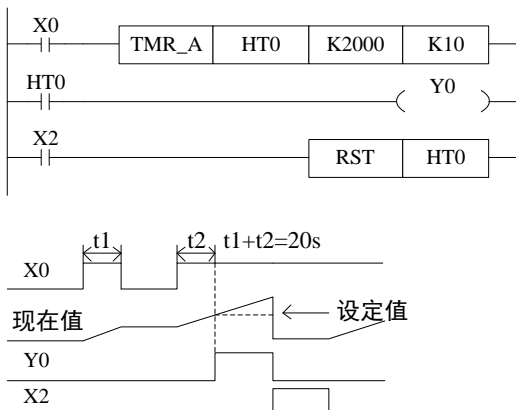 X0
TMR_A HT0 K2000 K10
HT0
Y0
X2
RST HT0
t1 t2 t1+t2=20s
X0
现在值
设定值
Y0
X2